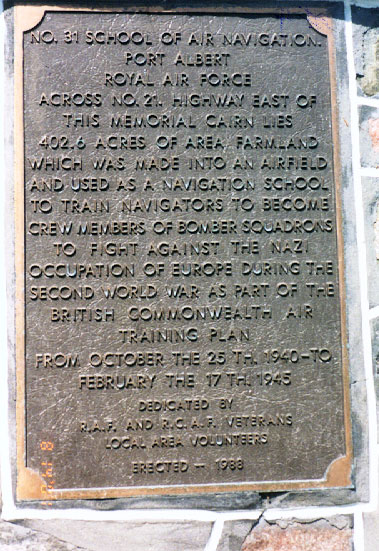 NO. 31 SCHOOL OF AIR NAVIGATION.
PORT ALBERT
ROYAL AIR FORCE
ACROSS NO. 21. HIGHWAY EAST OF
THIS MEMORIAL CAIRN LIES
402.6 ACRES OF AREA FARMLAND
WHICH WAS MADE INTO AN AIRFIELD
AND USED AS A NAVIGATION SCHOOL
TO TRAIN NAVIGATORS TO BECOME
CREW MEMBERS OF BOMBER SQUADRONS
TO FIGHT AGAINST THE NAZI
OCCUPATION OF EUROPE DURING THE
SECOND WORLD WAR AS PART OF THE
BRITISH COMMONWEALTH AIR
TRAINING PLAN
FROM OCTOBER THE 25 TH. 1940-TO
FEBRUARY THE 17 TH. 1945
DEDICATED BY
R.A.F. AND R.C.A.F. VETERANS
LOCAL AREA VOLUNTEERS
ERECTED -- 1988